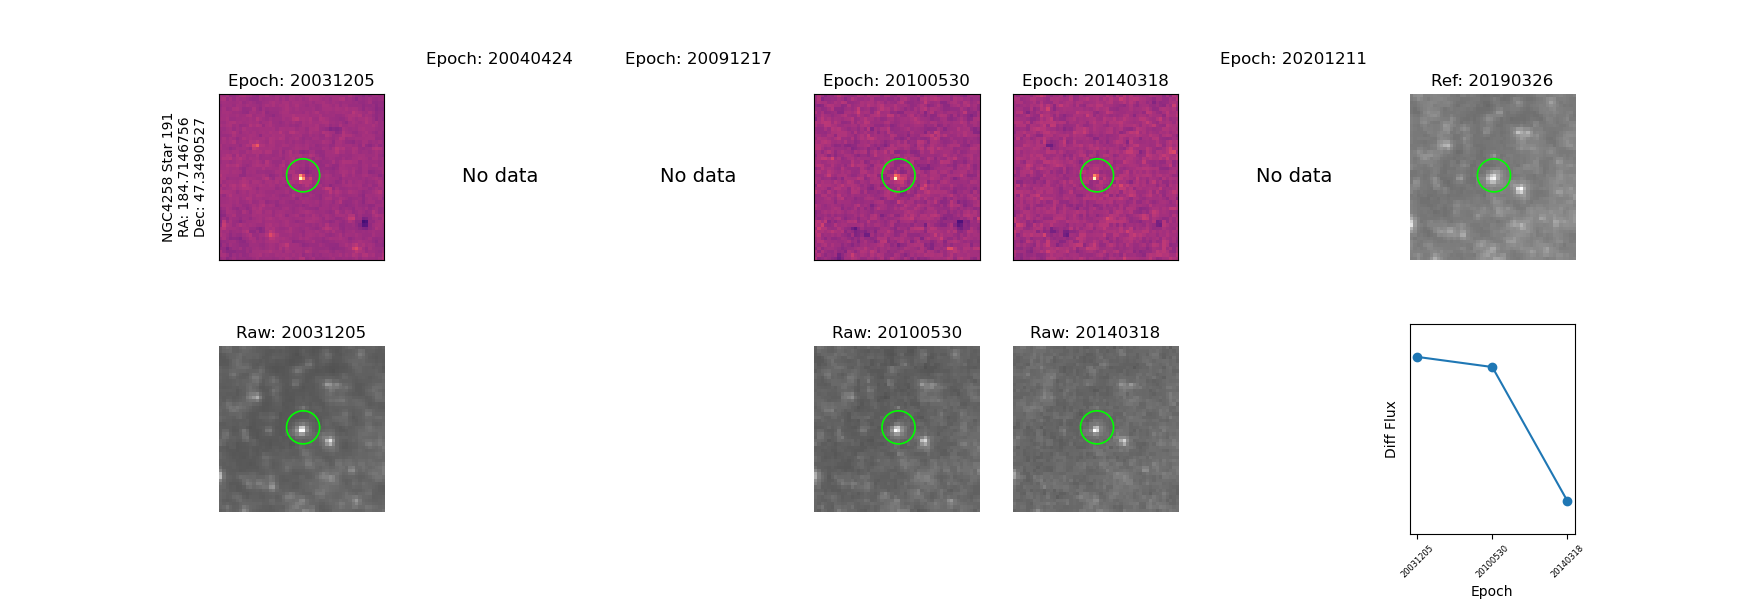 Epoch: 20040424
Epoch: 20091217
Epoch: 20201211
Epoch: 20031205
Epoch: 20100530
Epoch: 20140318
Ref: 20190326
NGC4258 Star 191
RA: 184.7146756
Dec: 47.3490527
No data
No data
No data
Raw: 20031205
Raw: 20100530
Raw: 20140318
Diff Flux
20031205
20100530
20140318
Epoch